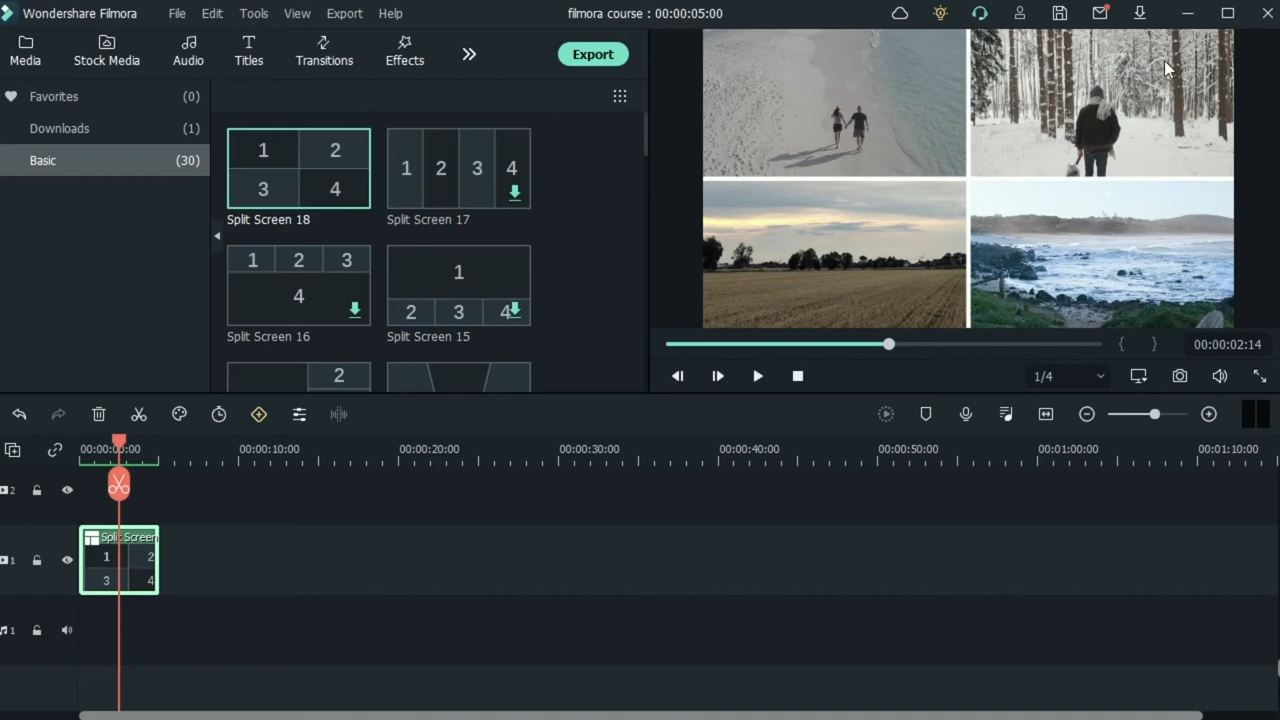 Wondershare Filmora File Edit Tools View Export Help filmora course : 00:00:05:00
Media Stock Media Audio Titles Transitions Effects Export
Favorites (0)
Downloads (1)
Basic (30)
1 2
3 4
Split Screen 18
1 2 3 4
Split Screen 17
1 2 3
4
Split Screen 16
1
2 3 4
Split Screen 15
2
{ } 00:00:02:14
1/4
00:00:00:00 00:00:10:00 00:00:20:00 00:00:30:00 00:00:40:00 00:00:50:00 00:01:00:00 00:01:10:00
2
1
Split Screen
1 2
3 4
1